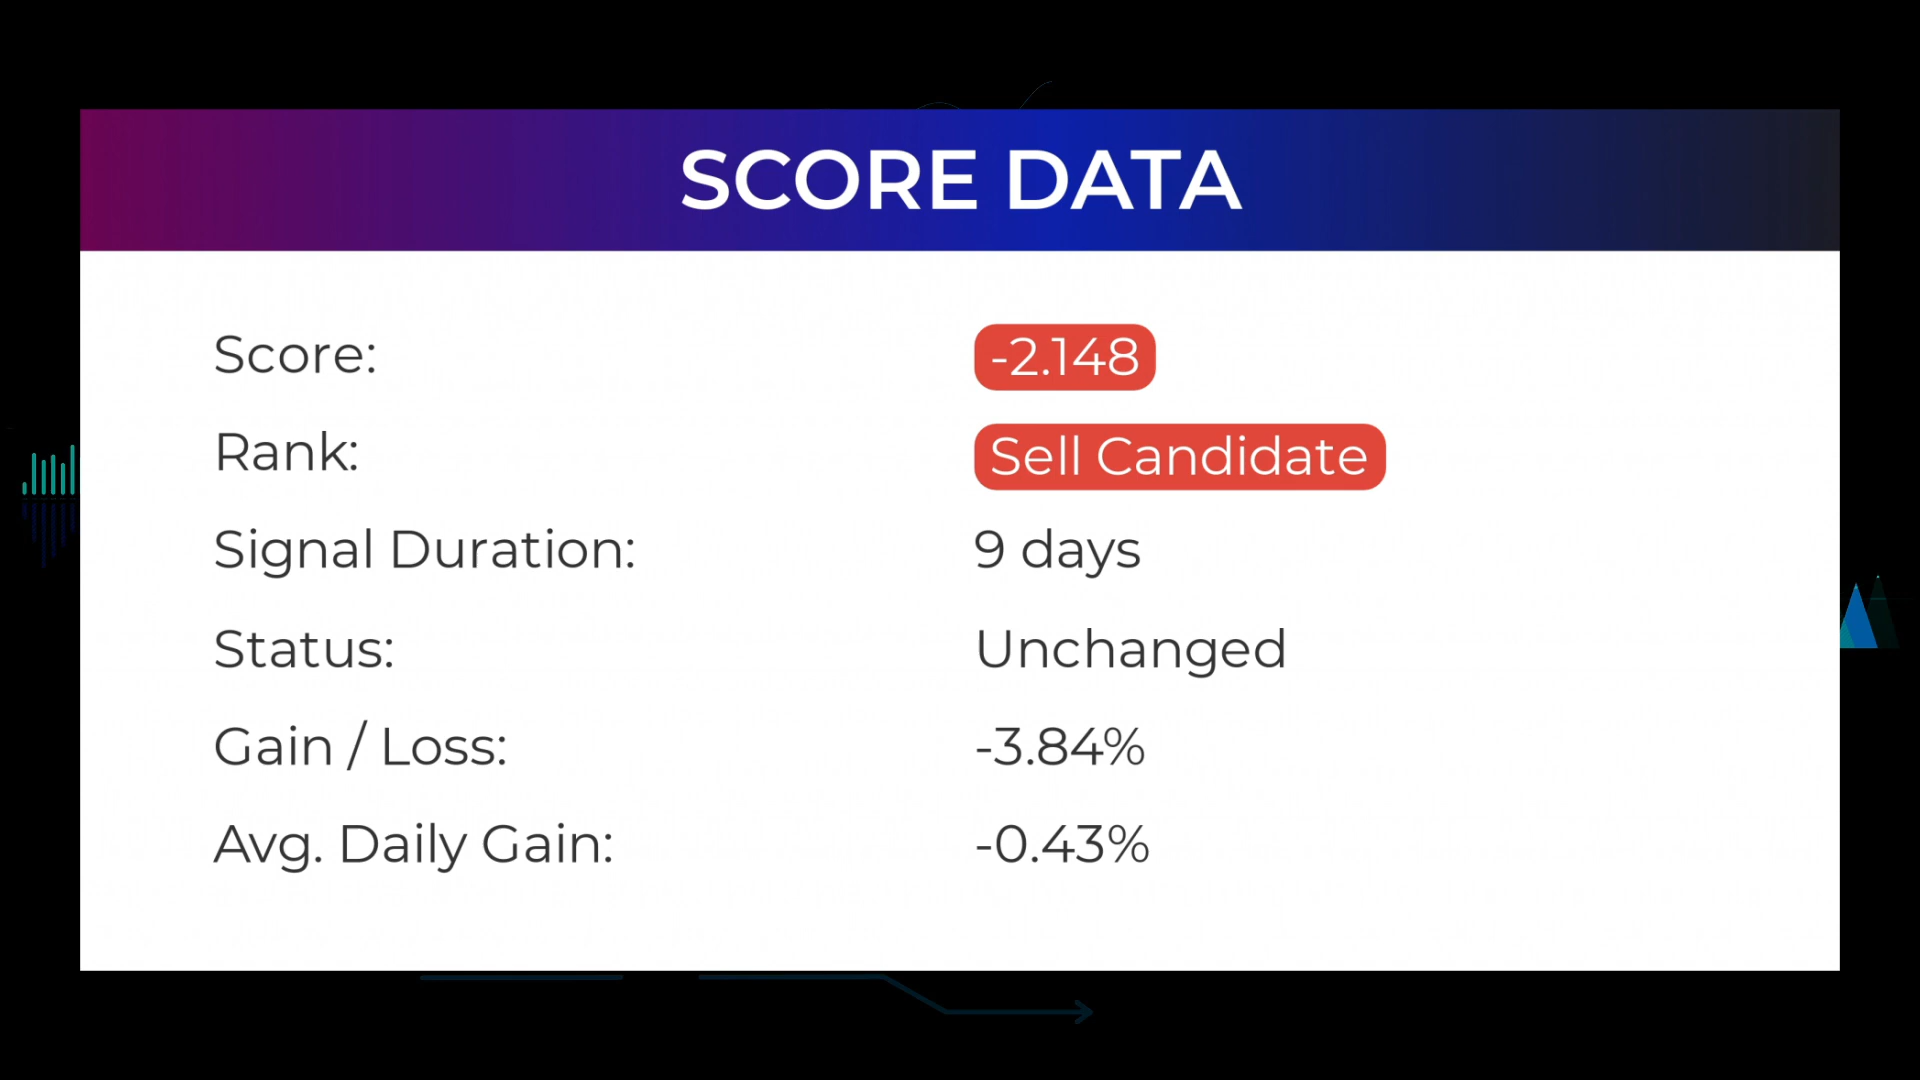 SCORE DATA
Score: -2.148
Rank: Sell Candidate
Signal Duration: 9 days
Status: Unchanged
Gain / Loss: -3.84%
Avg. Daily Gain: -0.43%